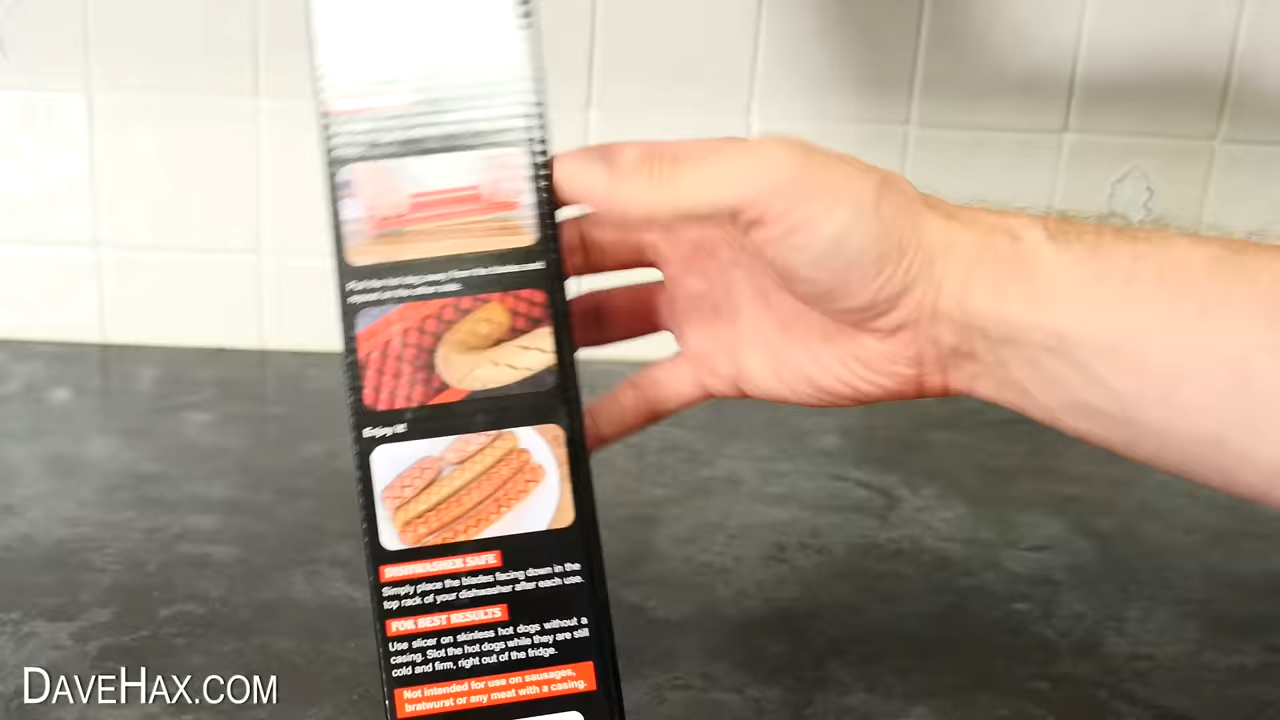 Enjoy it!
DISHWASHER SAFE
Simply place the blades facing down in the
top rack of your dishwasher after each use.
FOR BEST RESULTS
Use slicer on skinless hot dogs without a
casing. Slot the hot dogs while they are still
cold and firm, right out of the fridge.
Not intended for use on sausages,
bratwurst or any meat with a casing.
DAVEHAX.COM